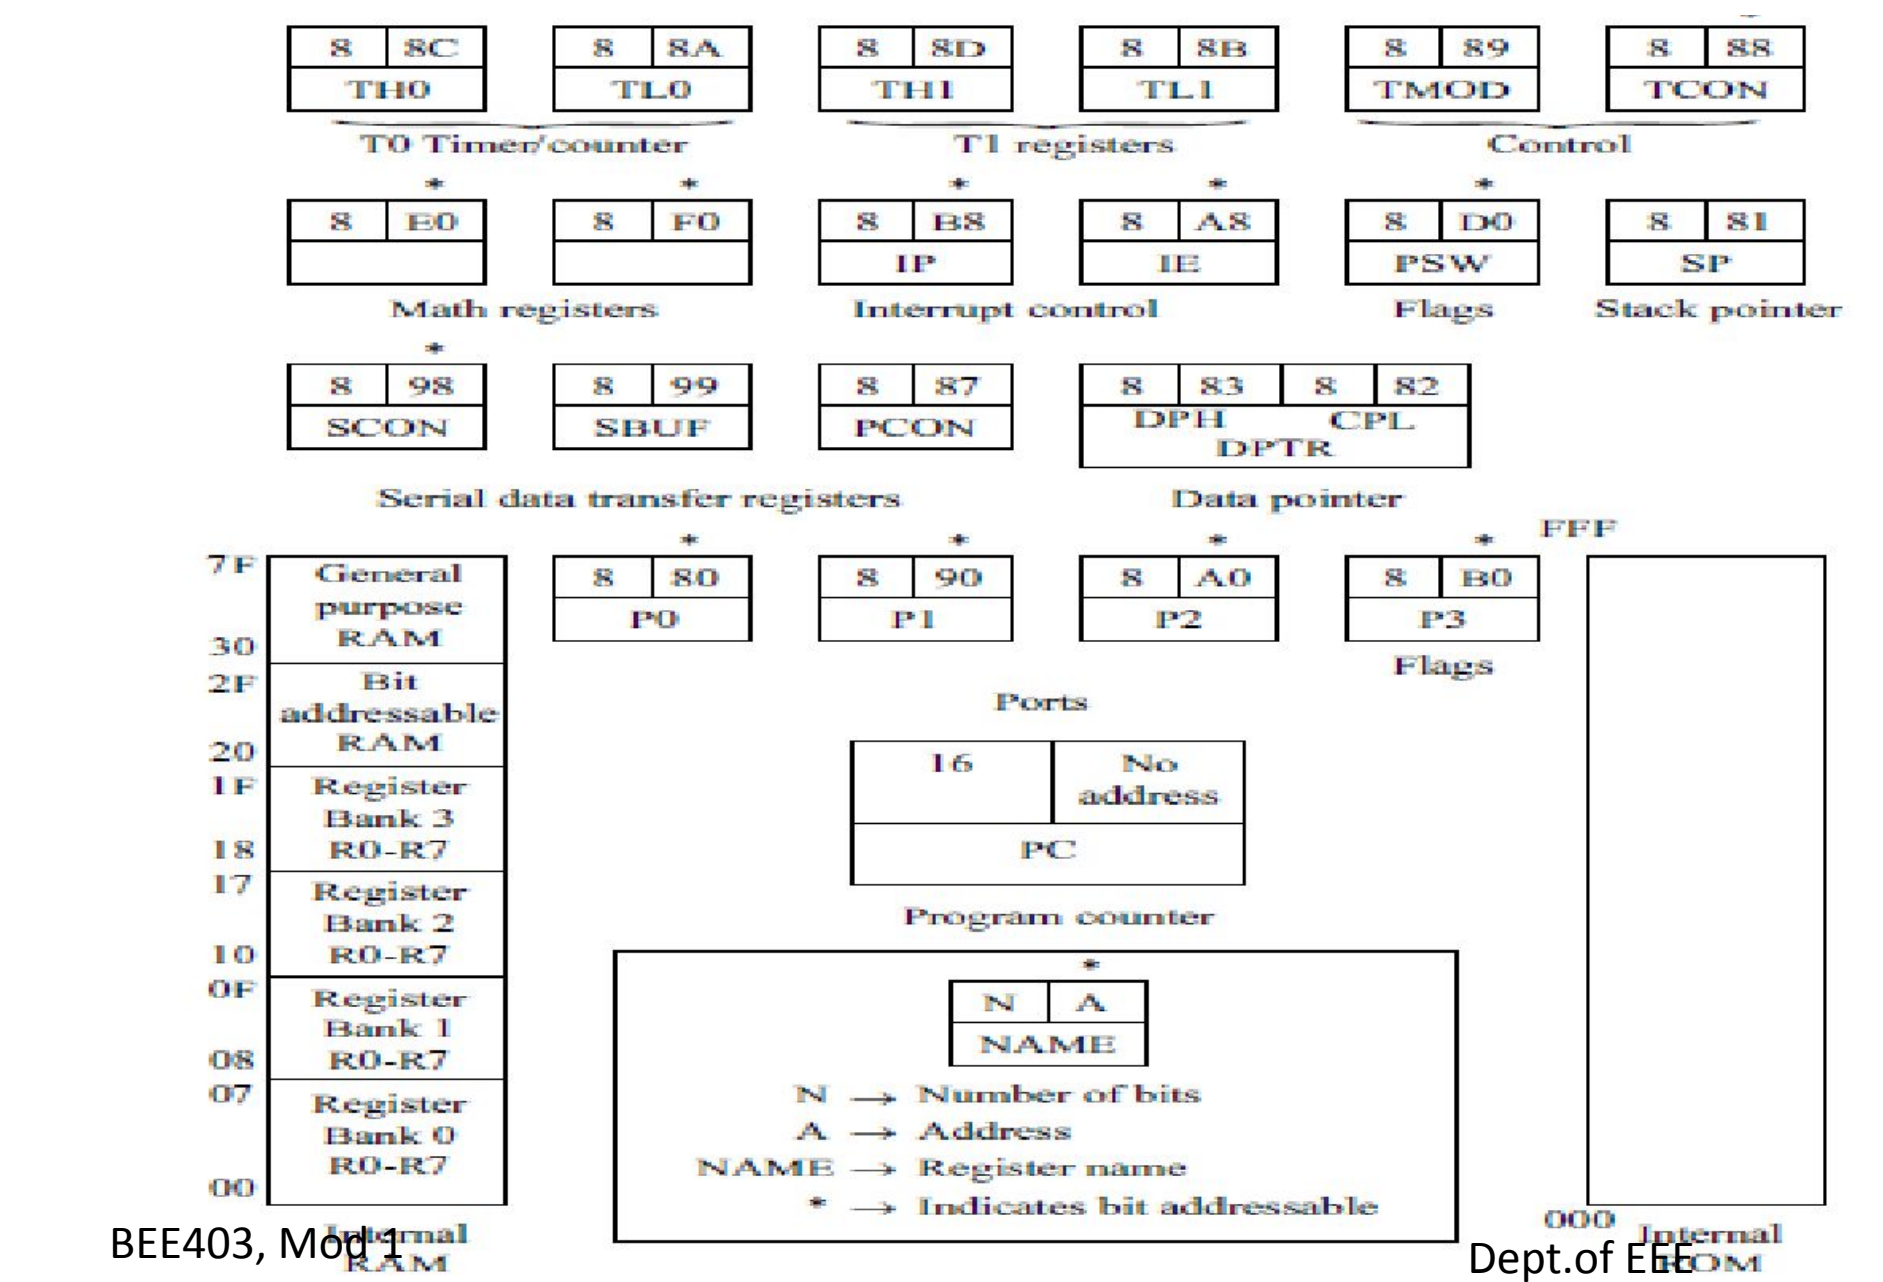 8 8C 8 8A 8 8D 8 8B 8 89 8 88
TH0 TL0 TH1 TL1 TMOD TCON
T0 Timer/counter T1 registers Control
* * * * *
8 E0 8 F0 8 B8 8 A8 8 D0 8 81
IP IE PSW SP
Math registers Interrupt control Flags Stack pointer
*
8 98 8 99 8 87 8 83 8 82
SCON SBUF PCON DPH CPL
DPTR
Serial data transfer registers Data pointer
FFF
* * * *
8 80 8 90 8 A0 8 B0
P0 P1 P2 P3
Flags
Ports
7F General
purpose
30 RAM
2F Bit
addressable
20 RAM
1F Register
Bank 3
18 R0-R7
17 Register
Bank 2
10 R0-R7
0F Register
Bank 1
08 R0-R7
07 Register
Bank 0
R0-R7
00
Internal
RAM
16 No
address
PC
Program counter
*
N A
NAME
N → Number of bits
A → Address
NAME → Register name
* → Indicates bit addressable
000
Internal
ROM
BEE403, Mod 1
Dept.of EEE